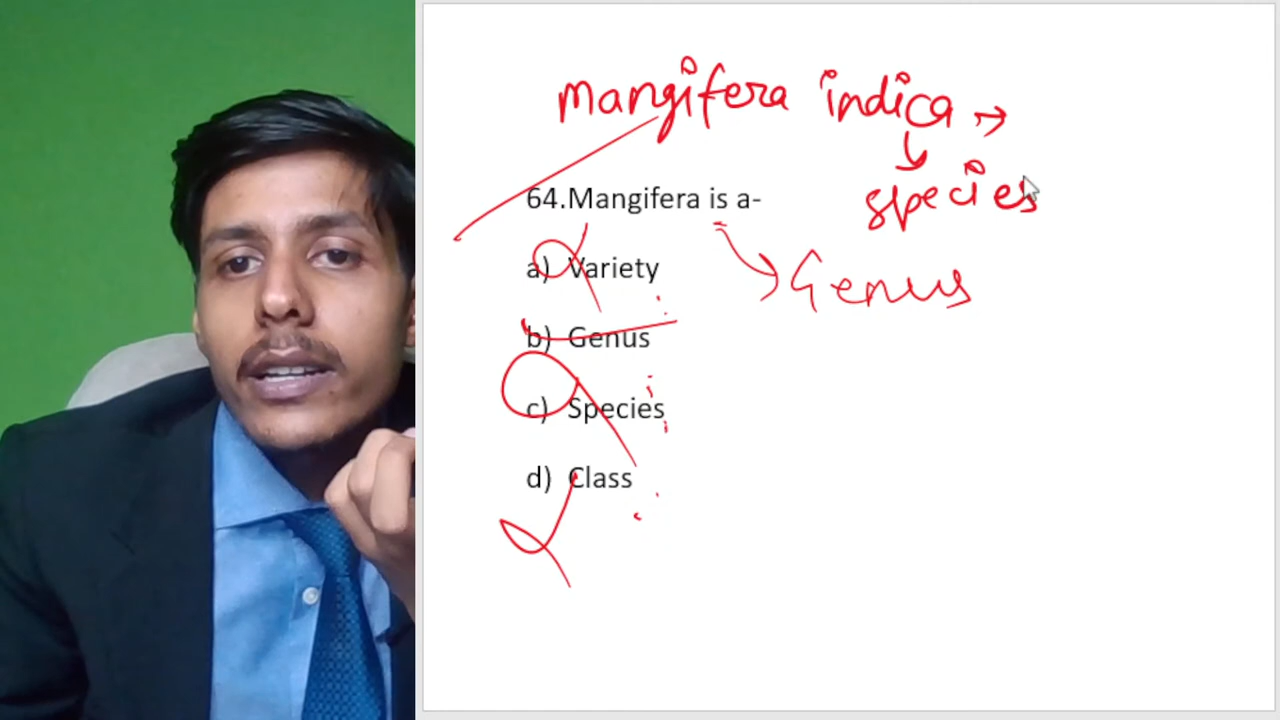 mangifera indica →
species
64.Mangifera is a-
Genus
a) Variety
b) Genus
c) Species
d) Class